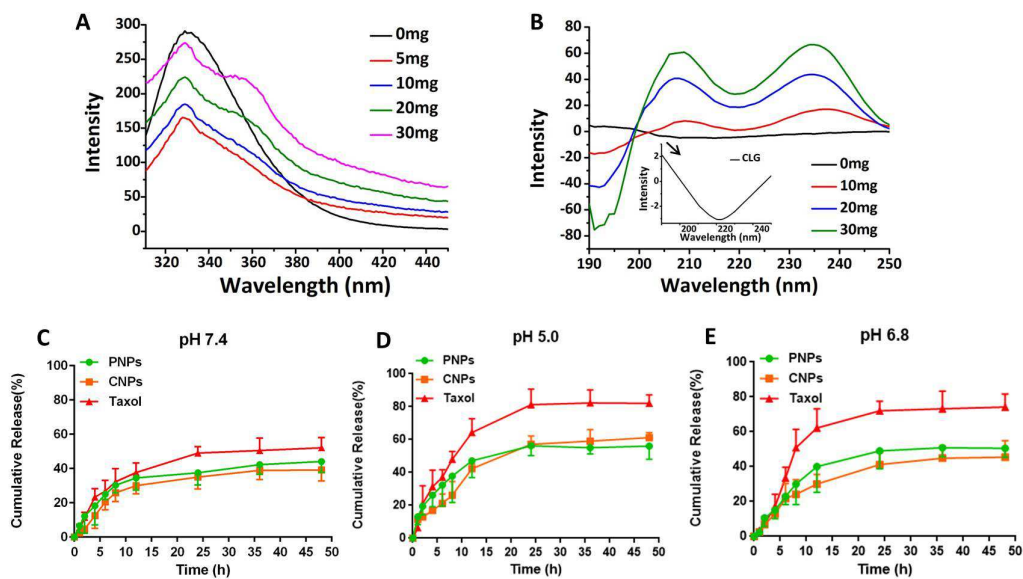 A
Intensity
300
250
200
150
100
50
0
0mg
5mg
10mg
20mg
30mg
320 340 360 380 400 420 440
Wavelength (nm)
B
Intensity
80
60
40
20
0
-20
-40
-60
-80
CLG
Intensity
2
0
-2
200 220 240
Wavelength (nm)
0mg
10mg
20mg
30mg
190 200 210 220 230 240 250
Wavelength (nm)
C
pH 7.4
Cumulative Release(%)
100
80
60
40
20
0
PNPs
CNPs
Taxol
0 5 10 15 20 25 30 35 40 45 50
Time (h)
D
pH 5.0
Cumulative Release(%)
100
80
60
40
20
0
PNPs
CNPs
Taxol
0 5 10 15 20 25 30 35 40 45 50
Time (h)
E
pH 6.8
Cumulative Release(%)
100
80
60
40
20
0
PNPs
CNPs
Taxol
0 5 10 15 20 25 30 35 40 45 50
Time (h)